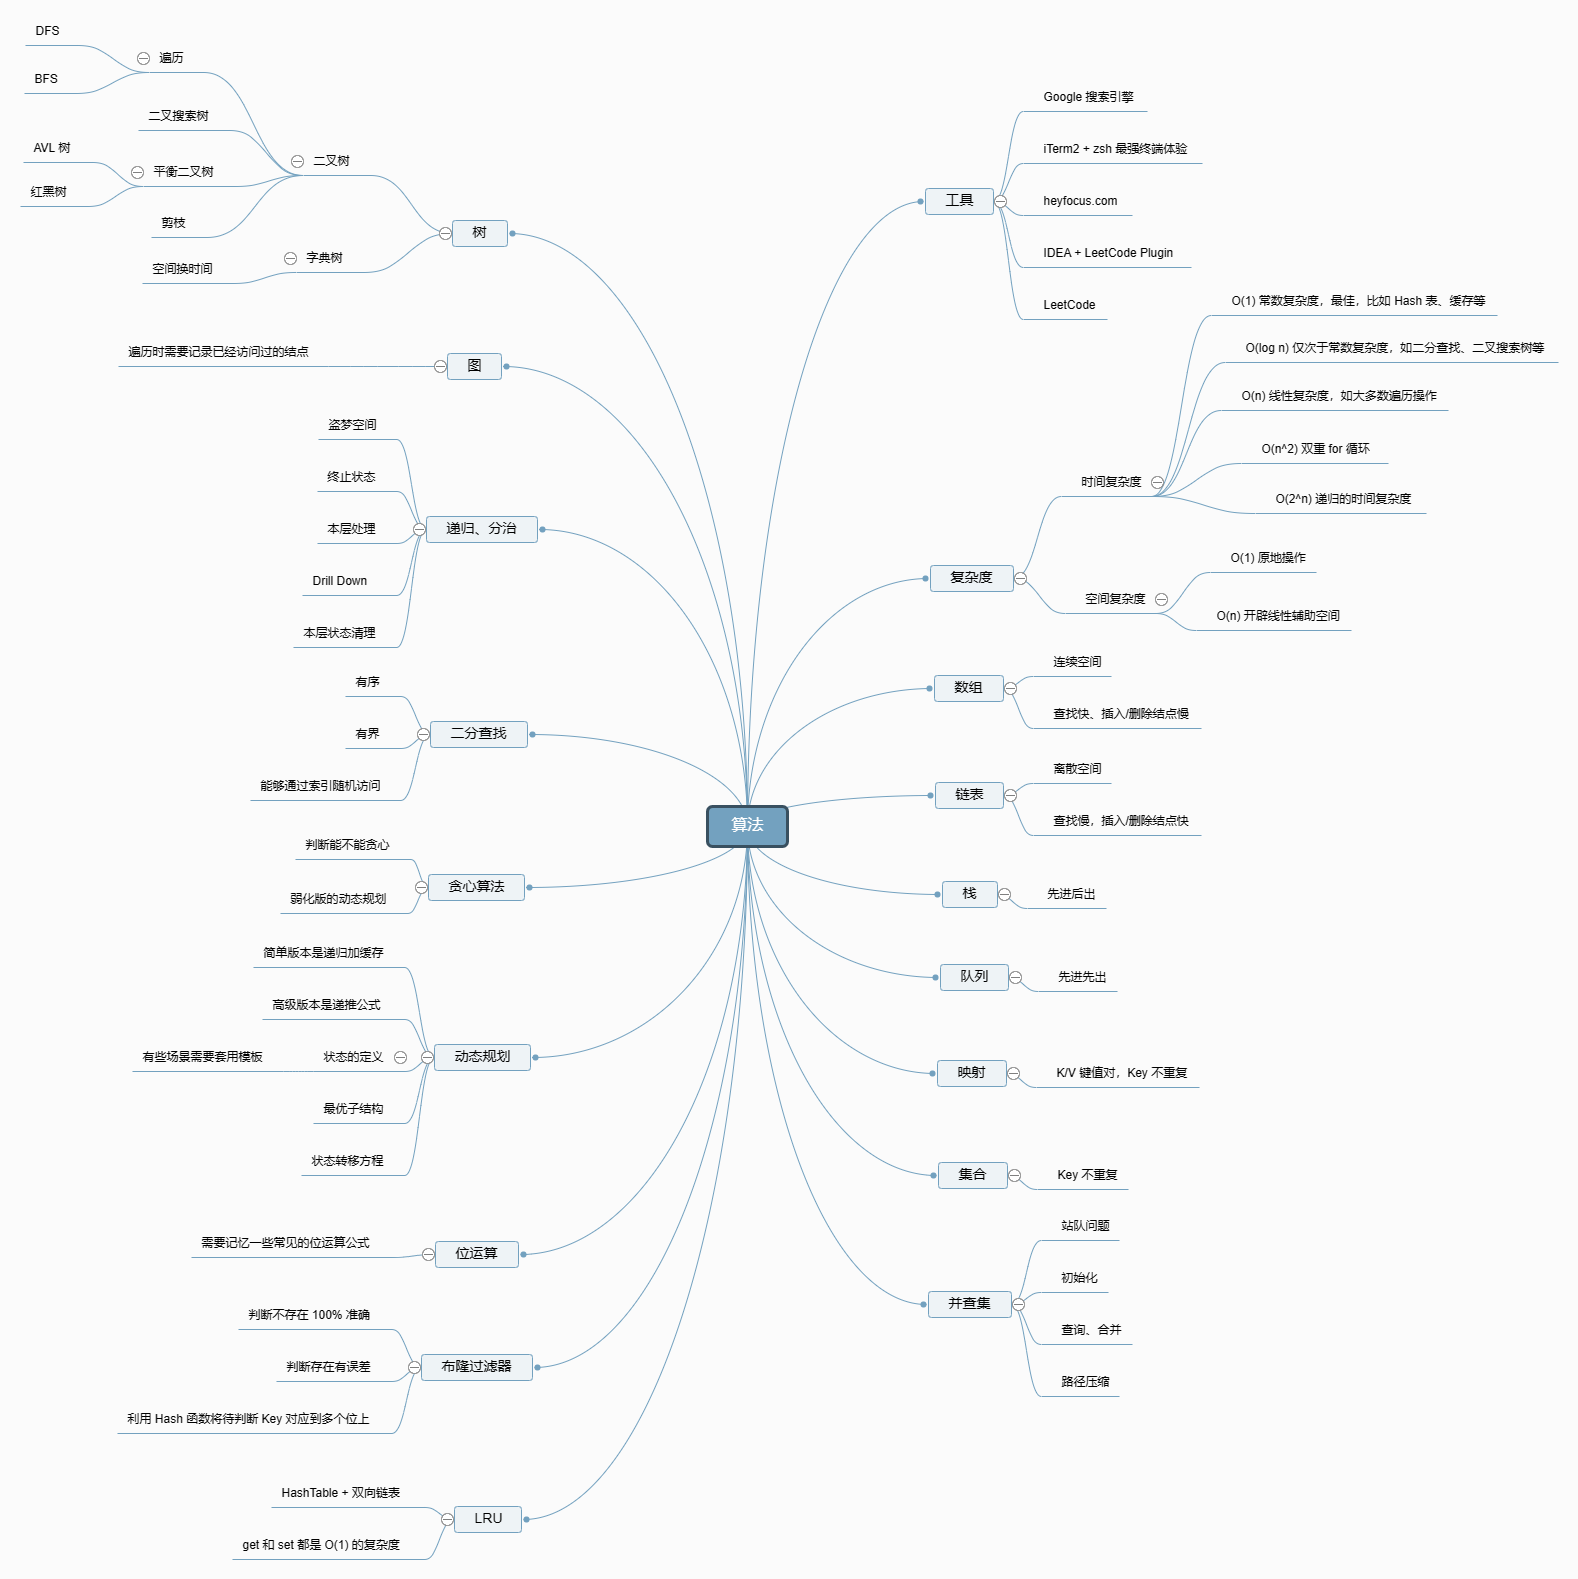 算法
工具
Google 搜索引擎
iTerm2 + zsh 最强终端体验
heyfocus.com
IDEA + LeetCode Plugin
LeetCode
复杂度
时间复杂度
O(1) 常数复杂度，最佳，比如 Hash 表、缓存等
O(log n) 仅次于常数复杂度，如二分查找、二叉搜索树等
O(n) 线性复杂度，如大多数遍历操作
O(n^2) 双重 for 循环
O(2^n) 递归的时间复杂度
空间复杂度
O(1) 原地操作
O(n) 开辟线性辅助空间
数组
连续空间
查找快、插入/删除结点慢
链表
离散空间
查找慢，插入/删除结点快
栈
先进后出
队列
先进先出
映射
K/V 键值对，Key 不重复
集合
Key 不重复
并查集
站队问题
初始化
查询、合并
路径压缩
树
二叉树
遍历
DFS
BFS
二叉搜索树
平衡二叉树
AVL 树
红黑树
剪枝
字典树
空间换时间
图
遍历时需要记录已经访问过的结点
递归、分治
盗梦空间
终止状态
本层处理
Drill Down
本层状态清理
二分查找
有序
有界
能够通过索引随机访问
贪心算法
判断能不能贪心
弱化版的动态规划
动态规划
简单版本是递归加缓存
高级版本是递推公式
状态的定义
有些场景需要套用模板
最优子结构
状态转移方程
位运算
需要记忆一些常见的位运算公式
布隆过滤器
判断不存在 100% 准确
判断存在有误差
利用 Hash 函数将待判断 Key 对应到多个位上
LRU
HashTable + 双向链表
get 和 set 都是 O(1) 的复杂度